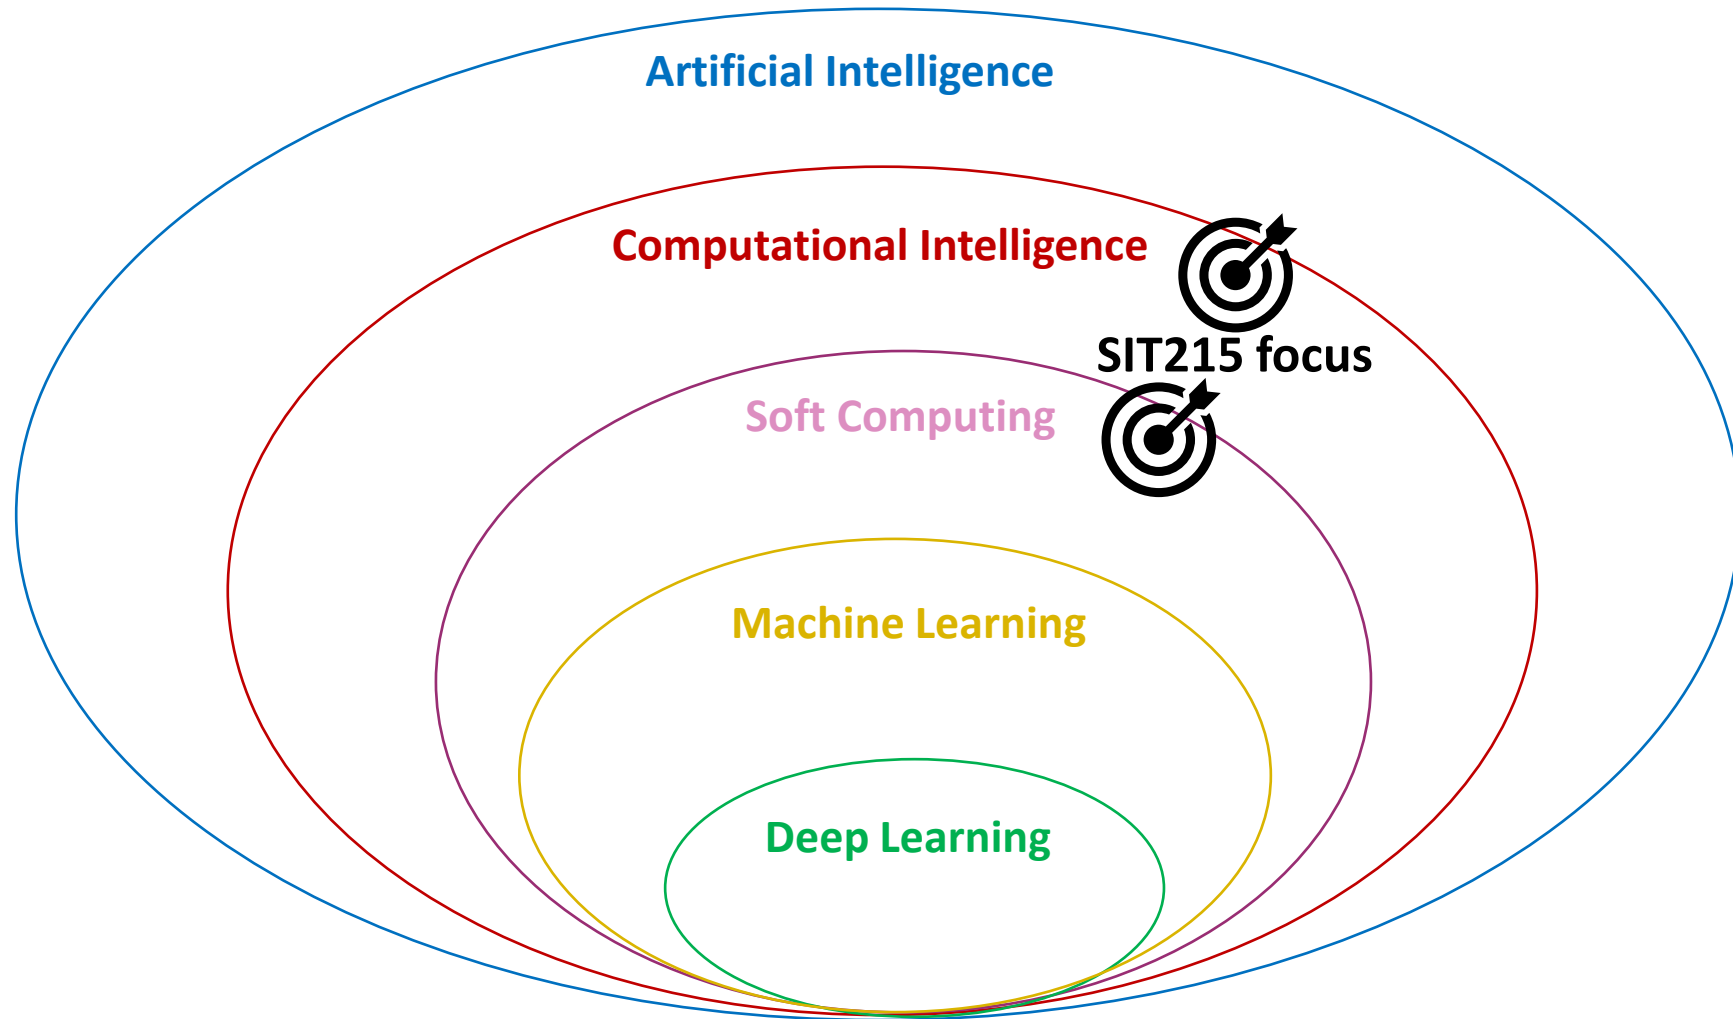 Artificial Intelligence
Computational Intelligence
SIT215 focus
Soft Computing
Machine Learning
Deep Learning